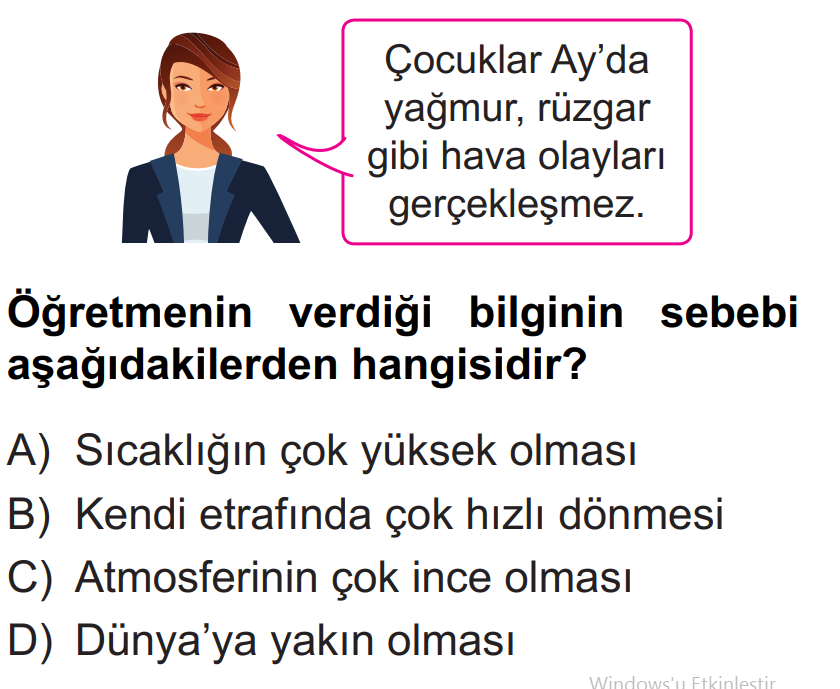 Çocuklar Ay’da
yağmur, rüzgar
gibi hava olayları
gerçekleşmez.
Öğretmenin verdiği bilginin sebebi
aşağıdakilerden hangisidir?
A) Sıcaklığın çok yüksek olması
B) Kendi etrafında çok hızlı dönmesi
C) Atmosferinin çok ince olması
D) Dünya’ya yakın olması
Windows'u Etkinleştir